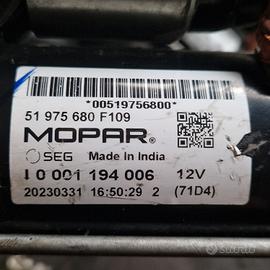 *00519756800*
51 975 680 F109
MOPAR®
SEG Made in India
I 0 001 194 006 12V
20230331 16:50:29 2 (71D4)
subito